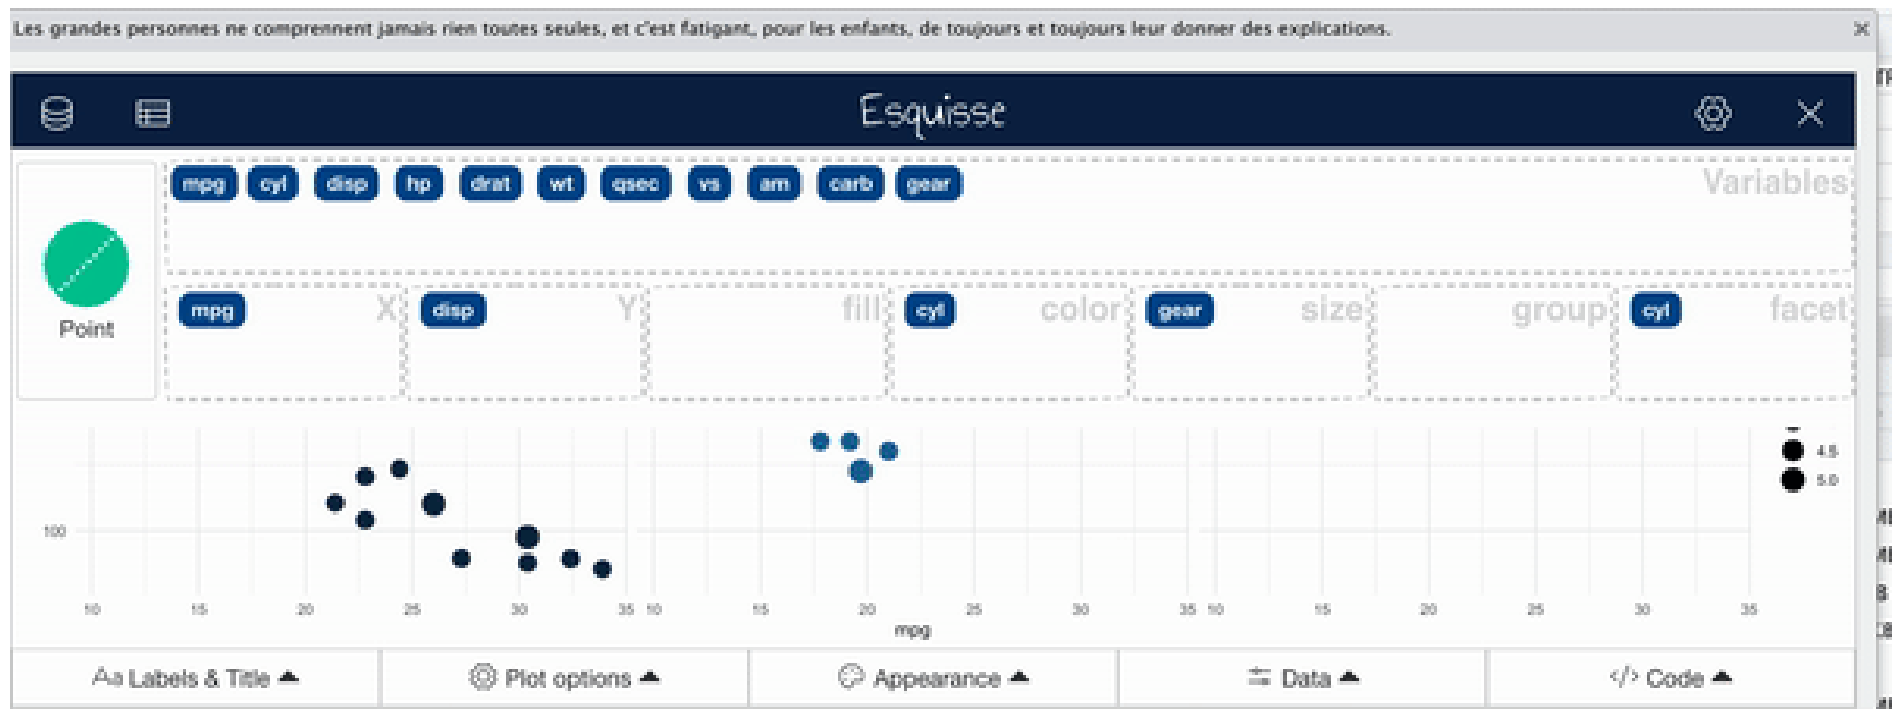 Les grandes personnes ne comprennent jamais rien toutes seules, et c'est fatigant, pour les enfants, de toujours et toujours leur donner des explications.
Esquisse
mpg cyl disp hp drat wt qsec vs am carb gear Variables
mpg X disp Y fill cyl color gear size group cyl facet
Point
4.5
5.0
100
10 15 20 25 30 35 10 15 20 25 30 35 10 15 20 25 30 35
mpg
Aa Labels & Title Plot options Appearance Data </> Code